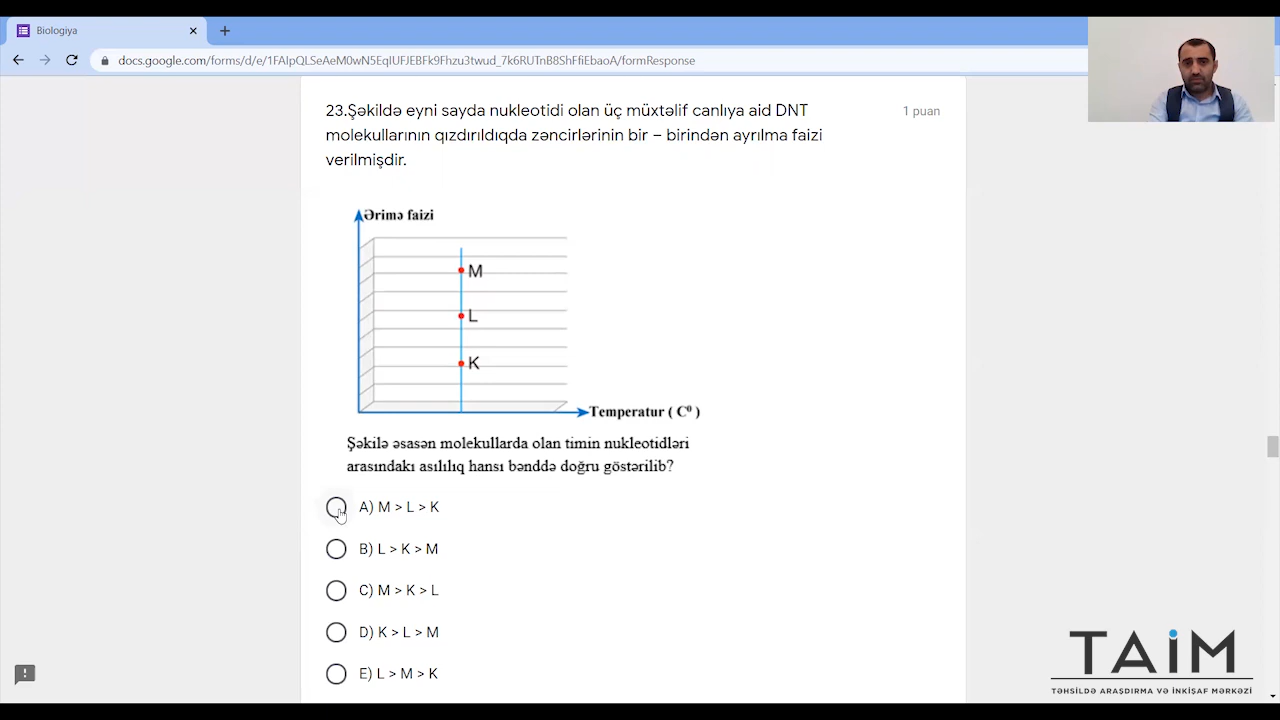 Biologiya
docs.google.com/forms/d/e/1FAIpQLSeAeM0wN5EqIUFJEBFk9Fhzu3twud_7k6RUTnB8ShFfiEbaoA/formResponse
23.Şəkildə eyni sayda nukleotidi olan üç müxtəlif canlıya aid DNT
molekullarının qızdırıldıqda zəncirlərinin bir – birindən ayrılma faizi
verilmişdir.
1 puan
Ərimə faizi
M
L
K
Temperatur ( C⁰ )
Şəkilə əsasən molekullarda olan timin nukleotidləri
arasındakı asılılıq hansı bənddə doğru göstərilib?
A) M > L > K
B) L > K > M
C) M > K > L
D) K > L > M
E) L > M > K
TAiM
TƏHSİLDƏ ARAŞDIRMA VƏ İNKİŞAF MƏRKƏZİ